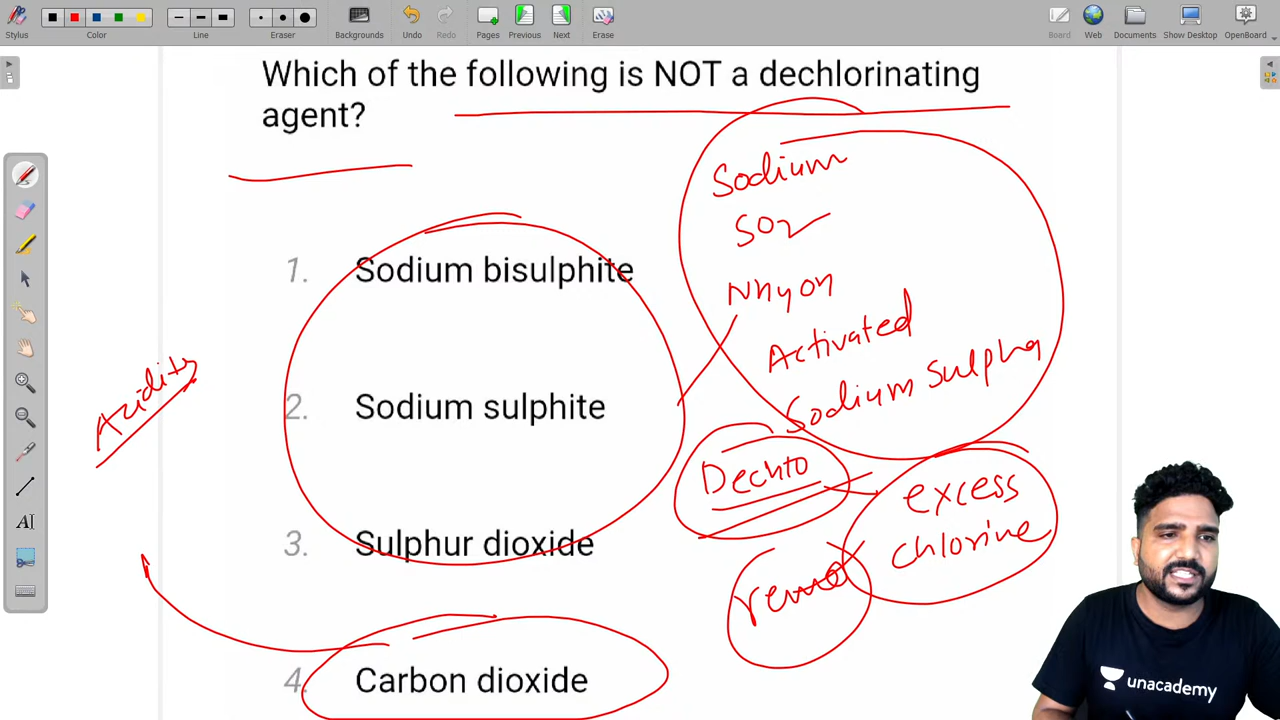 Stylus
Color
Line
Eraser
Backgrounds
Undo
Redo
Pages
Previous
Next
Erase
Board
Web
Documents
Show Desktop
OpenBoard
Which of the following is NOT a dechlorinating
agent?
Sodium
SO2
1. Sodium bisulphite
Activated
Sodium sulpha
Acidity
2. Sodium sulphite
Dechlo
excess
chlorine
3. Sulphur dioxide
4. Carbon dioxide
unacademy